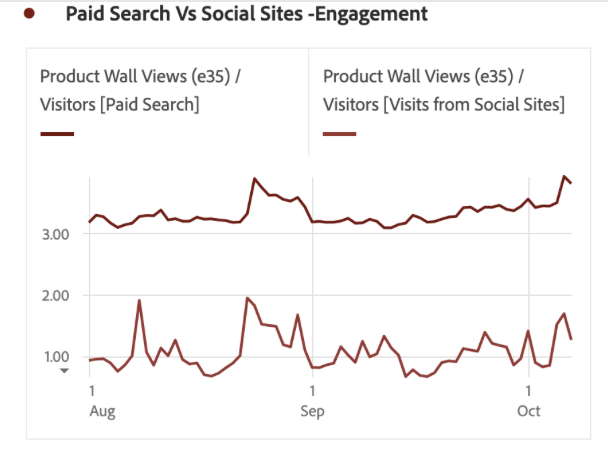 Paid Search Vs Social Sites -Engagement
Product Wall Views (e35) /
Visitors [Paid Search]
Product Wall Views (e35) /
Visitors [Visits from Social Sites]
3.00
2.00
1.00
1
Aug
1
Sep
1
Oct